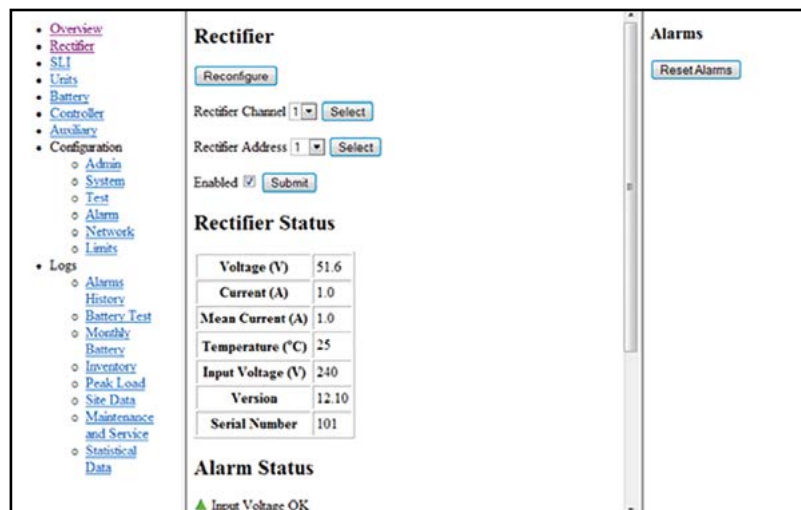 Overview
Rectifier
SLI
Units
Battery
Controller
Auxiliary
Configuration
Admin
System
Test
Alarm
Network
Limits
Logs
Alarms
History
Battery Test
Monthly
Battery
Inventory
Peak Load
Site Data
Maintenance
and Service
Statistical
Data
Rectifier
Reconfigure
Rectifier Channel 1 Select
Rectifier Address 1 Select
Enabled Submit
Rectifier Status
Voltage (V) 51.6
Current (A) 1.0
Mean Current (A) 1.0
Temperature (°C) 25
Input Voltage (V) 240
Version 12.10
Serial Number 101
Alarm Status
Input Voltage OK
Alarms
Reset Alarms